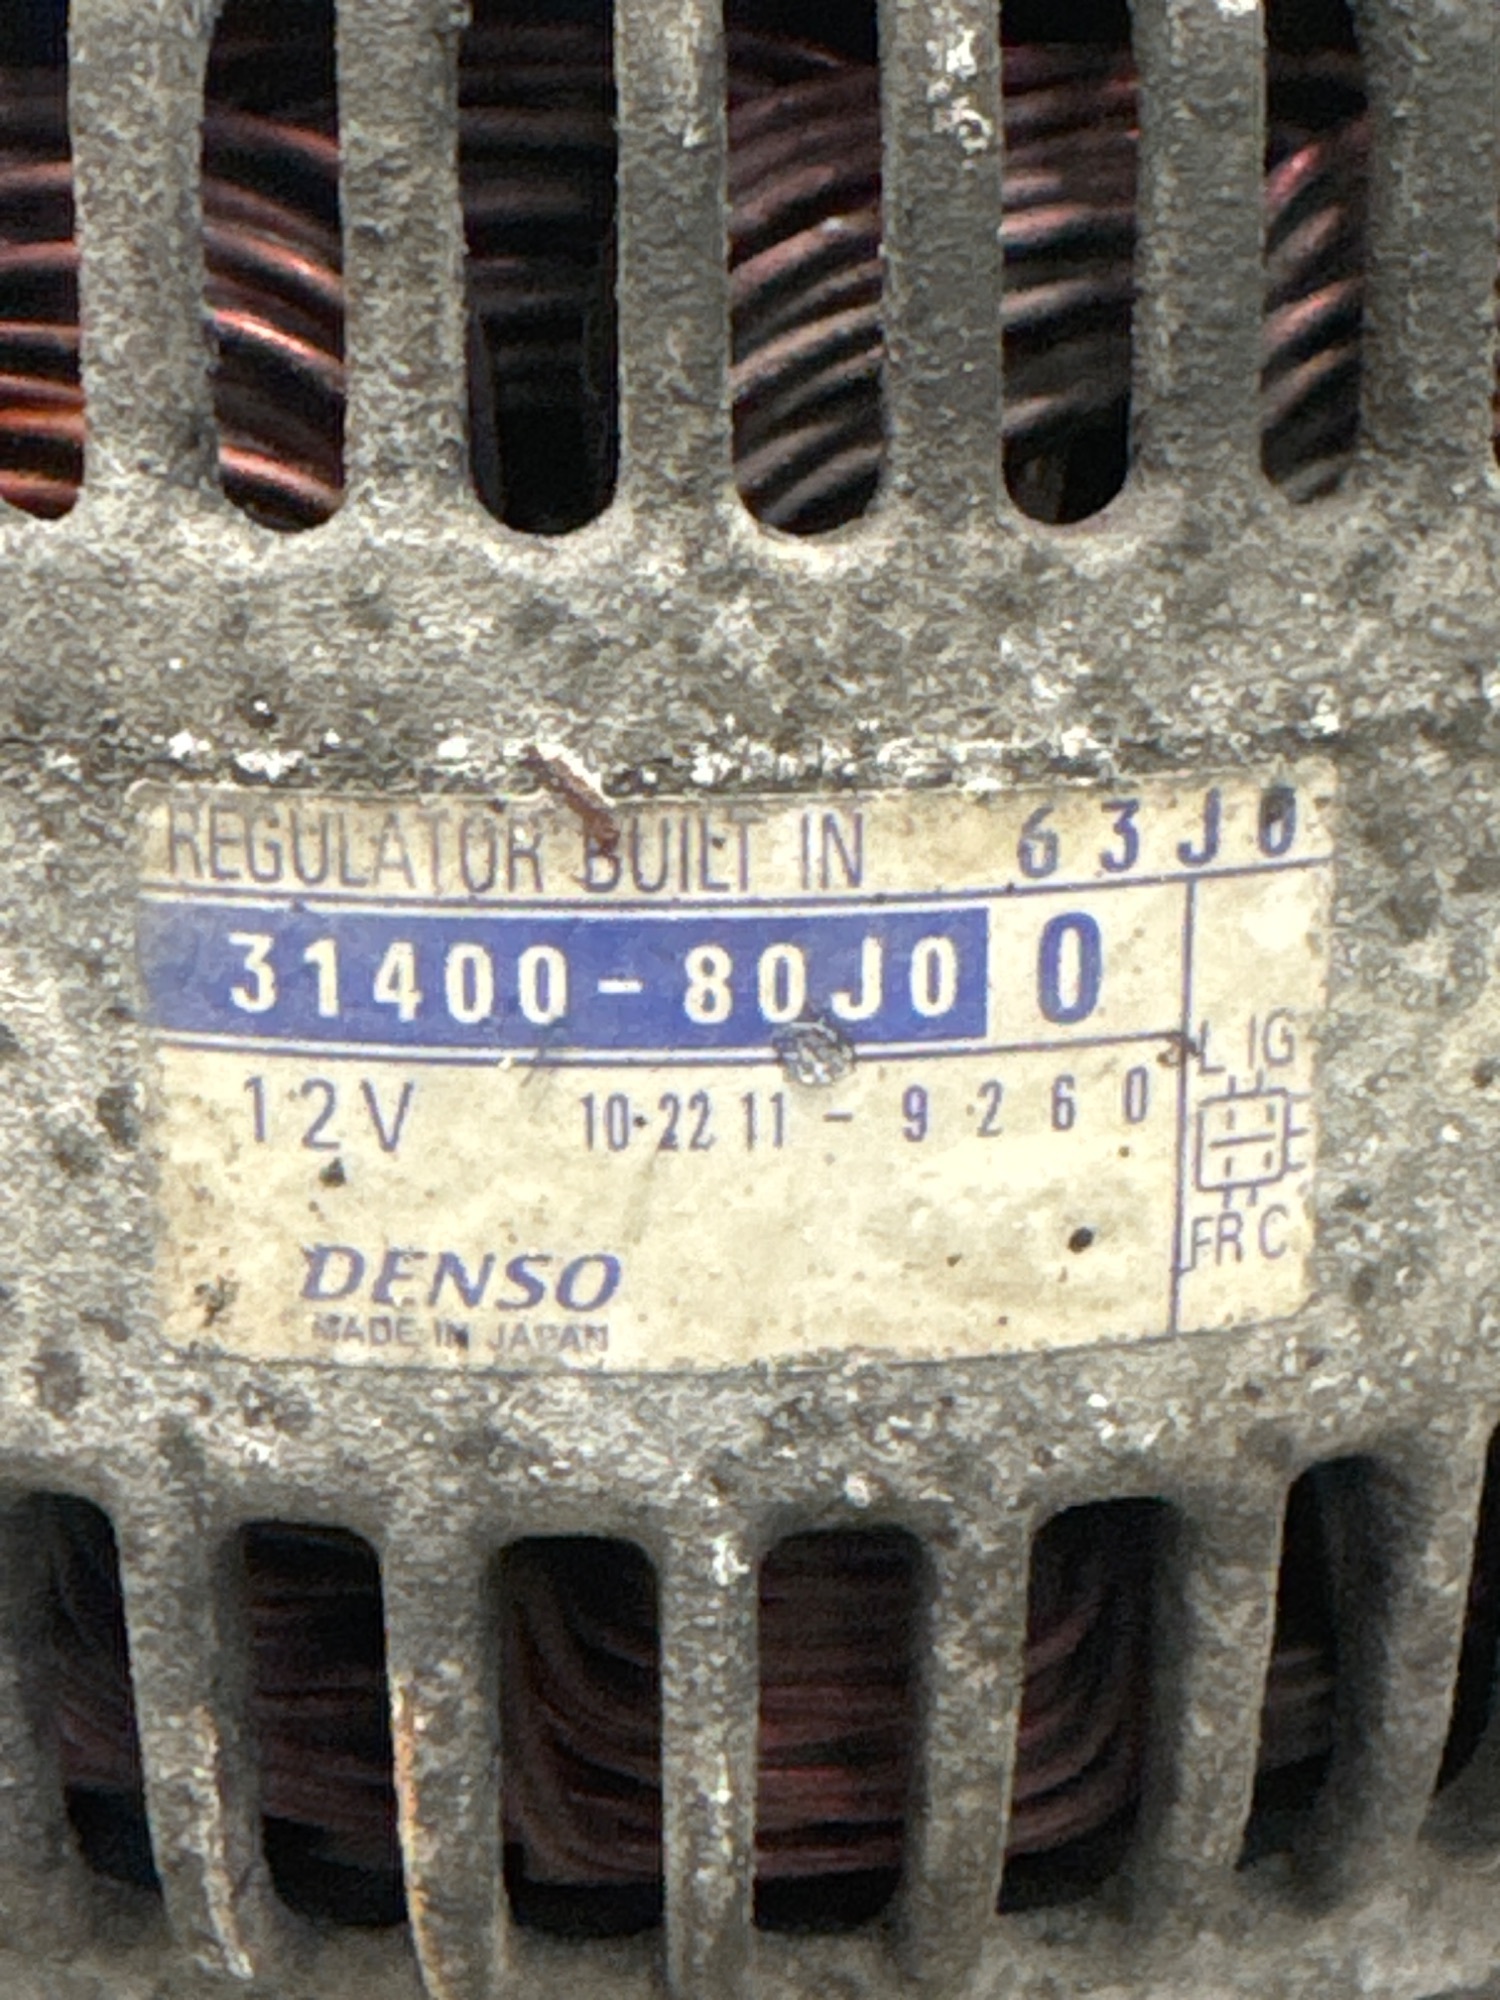 REGULATOR BUILT IN 63J0
31400-80J0 0
L IG
12V 10·2211-9260
E
FR C
DENSO
MADE IN JAPAN